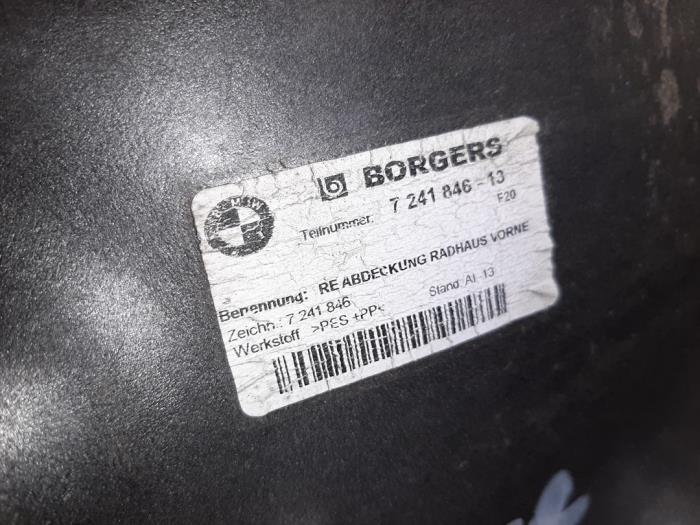 BMW
b BORGERS
Teilnummer: 7 241 846 - 13
F20
Benennung: RE ABDECKUNG RADHAUS VORNE
Zeichn.: 7 241 846 Stand AI 13
Werkstoff >PES +PP<